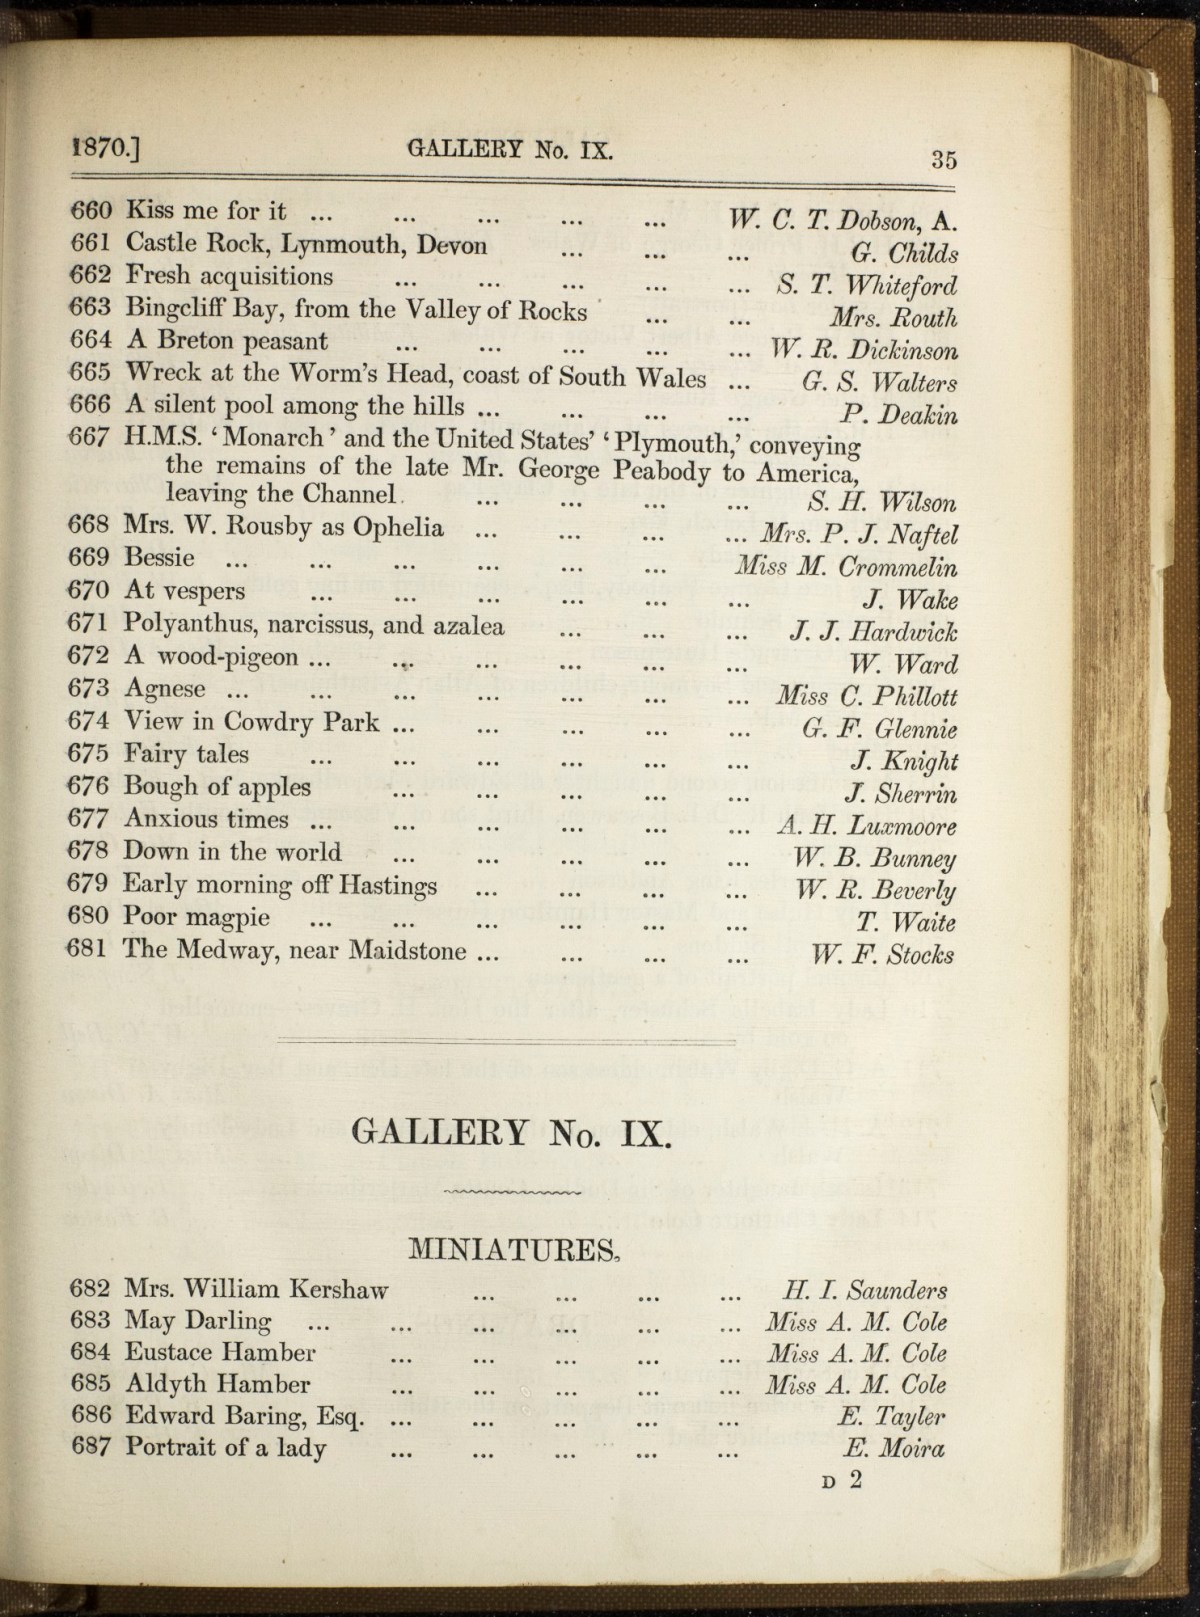 1870.] GALLERY No. IX. 35
660 Kiss me for it ... ... ... ... ... W. C. T. Dobson, A.
661 Castle Rock, Lynmouth, Devon ... ... ... G. Childs
662 Fresh acquisitions ... ... ... ... ... S. T. Whiteford
663 Bingcliff Bay, from the Valley of Rocks ... ... Mrs. Routh
664 A Breton peasant ... ... ... ... ... W. R. Dickinson
665 Wreck at the Worm's Head, coast of South Wales ... G. S. Walters
666 A silent pool among the hills ... ... ... ... P. Deakin
667 H.M.S. ‘Monarch’ and the United States’ ‘Plymouth,’ conveying
the remains of the late Mr. George Peabody to America,
leaving the Channel. ... ... ... ... S. H. Wilson
668 Mrs. W. Rousby as Ophelia ... ... ... ... Mrs. P. J. Naftel
669 Bessie ... ... ... ... ... ... Miss M. Crommelin
670 At vespers ... ... ... ... ... ... J. Wake
671 Polyanthus, narcissus, and azalea ... ... ... J. J. Hardwick
672 A wood-pigeon ... ... ... ... ... ... W. Ward
673 Agnese ... ... ... ... ... ... ... Miss C. Phillott
674 View in Cowdry Park ... ... ... ... ... G. F. Glennie
675 Fairy tales ... ... ... ... ... ... J. Knight
676 Bough of apples ... ... ... ... ... J. Sherrin
677 Anxious times ... ... ... ... ... ... A. H. Luxmoore
678 Down in the world ... ... ... ... ... W. B. Bunney
679 Early morning off Hastings ... ... ... ... W. R. Beverly
680 Poor magpie ... ... ... ... ... ... T. Waite
681 The Medway, near Maidstone ... ... ... ... W. F. Stocks
GALLERY No. IX.
MINIATURES.
682 Mrs. William Kershaw ... ... ... ... H. I. Saunders
683 May Darling ... ... ... ... ... ... Miss A. M. Cole
684 Eustace Hamber ... ... ... ... ... Miss A. M. Cole
685 Aldyth Hamber ... ... ... ... ... Miss A. M. Cole
686 Edward Baring, Esq. ... ... ... ... ... E. Tayler
687 Portrait of a lady ... ... ... ... ... E. Moira
D 2